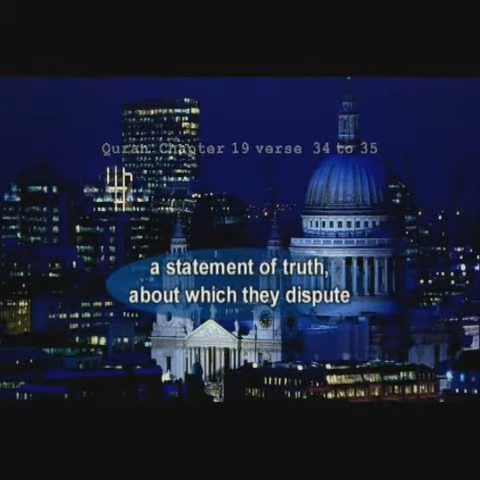 Quran Chapter 19 verse 34 to 35
a statement of truth,
about which they dispute